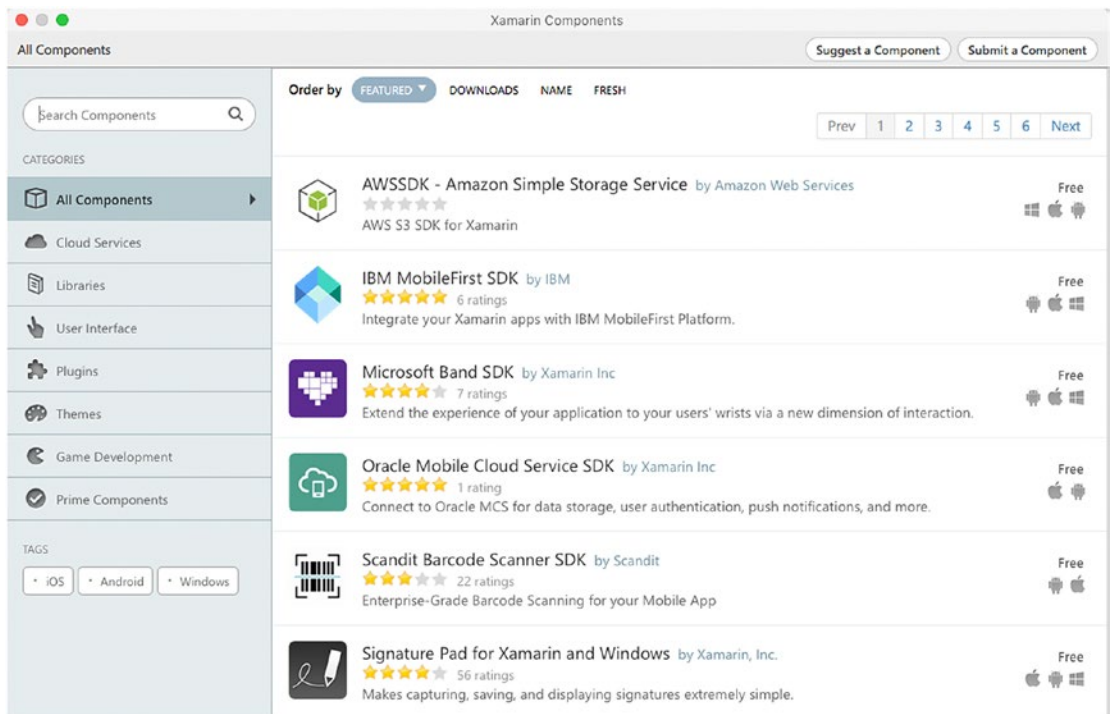 Xamarin Components
All Components
Suggest a Component
Submit a Component
Search Components
CATEGORIES
All Components
Cloud Services
Libraries
User Interface
Plugins
Themes
Game Development
Prime Components
TAGS
· iOS · Android · Windows
Order by FEATURED ▼ DOWNLOADS NAME FRESH
Prev 1 2 3 4 5 6 Next
AWSSDK - Amazon Simple Storage Service by Amazon Web Services
Free
AWS S3 SDK for Xamarin
IBM MobileFirst SDK by IBM
Free
6 ratings
Integrate your Xamarin apps with IBM MobileFirst Platform.
Microsoft Band SDK by Xamarin Inc
Free
7 ratings
Extend the experience of your application to your users' wrists via a new dimension of interaction.
Oracle Mobile Cloud Service SDK by Xamarin Inc
Free
1 rating
Connect to Oracle MCS for data storage, user authentication, push notifications, and more.
Scandit Barcode Scanner SDK by Scandit
Free
22 ratings
Enterprise-Grade Barcode Scanning for your Mobile App
Signature Pad for Xamarin and Windows by Xamarin, Inc.
Free
56 ratings
Makes capturing, saving, and displaying signatures extremely simple.